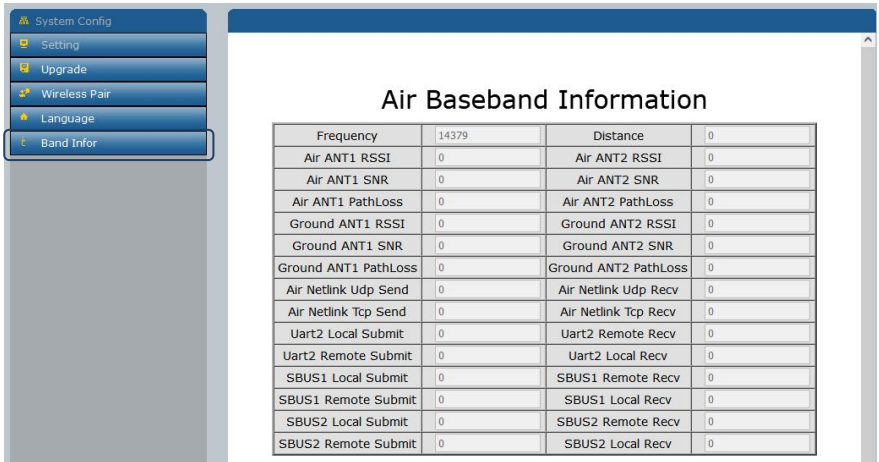 System Config
Setting
Upgrade
Wireless Pair
Language
Band Infor
Air Baseband Information
Frequency 14379 Distance 0
Air ANT1 RSSI 0 Air ANT2 RSSI 0
Air ANT1 SNR 0 Air ANT2 SNR 0
Air ANT1 PathLoss 0 Air ANT2 PathLoss 0
Ground ANT1 RSSI 0 Ground ANT2 RSSI 0
Ground ANT1 SNR 0 Ground ANT2 SNR 0
Ground ANT1 PathLoss 0 Ground ANT2 PathLoss 0
Air Netlink Udp Send 0 Air Netlink Udp Recv 0
Air Netlink Tcp Send 0 Air Netlink Tcp Recv 0
Uart2 Local Submit 0 Uart2 Remote Recv 0
Uart2 Remote Submit 0 Uart2 Local Recv 0
SBUS1 Local Submit 0 SBUS1 Remote Recv 0
SBUS1 Remote Submit 0 SBUS1 Local Recv 0
SBUS2 Local Submit 0 SBUS2 Remote Recv 0
SBUS2 Remote Submit 0 SBUS2 Local Recv 0